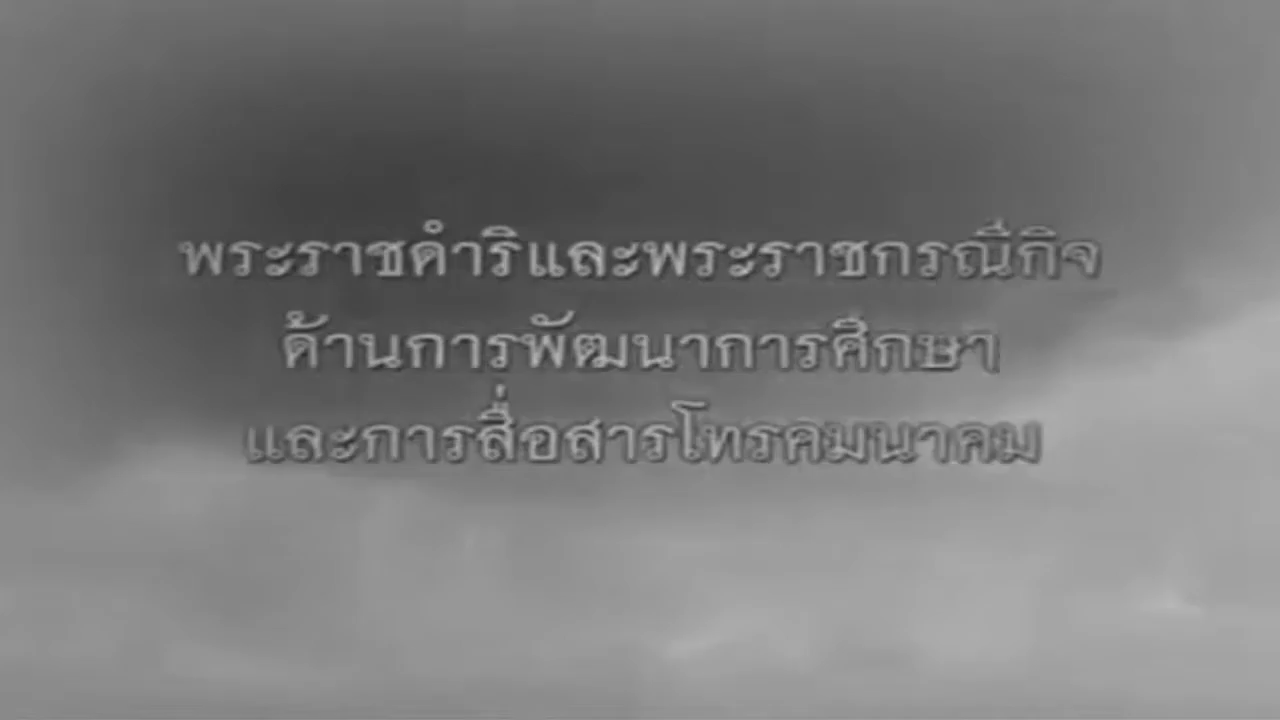 พระราชดำริและพระราชกรณียกิจ
ด้านการพัฒนาการศึกษา
และการสื่อสารโทรคมนาคม